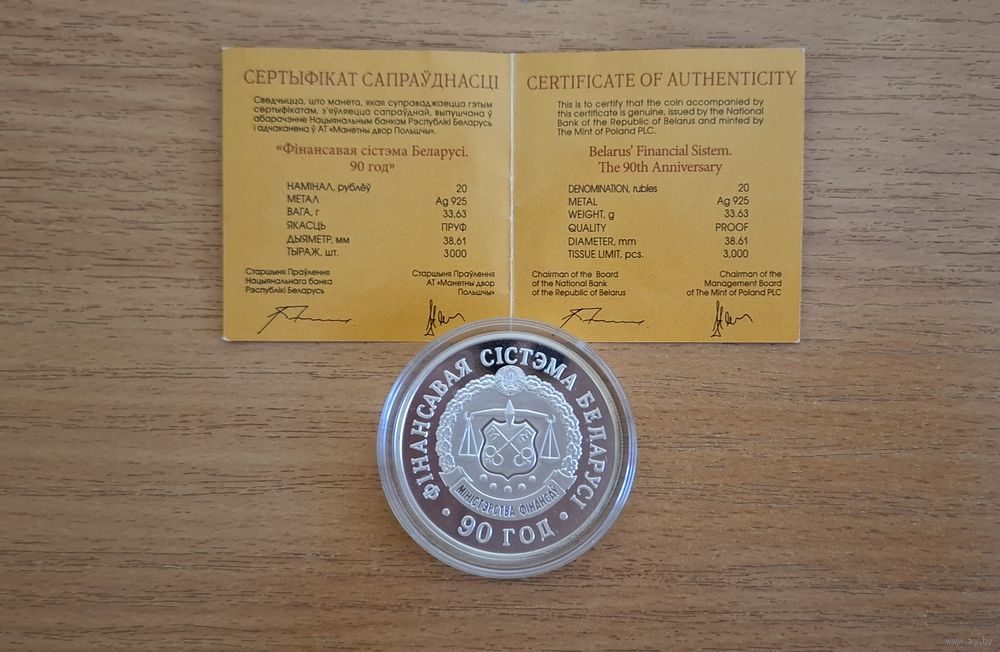 СЕРТЫФІКАТ САПРАЎДНАСЦІ
Сведчыцца, што манета, якая суправаджаецца гэтым
сертыфікатам, з'яўляецца сапраўднай, выпушчана ў
абарачэнне Нацыянальным банкам Рэспублікі Беларусь
і адчаканена ў АТ «Манетны двор Польшчы».
«Фінансавая сістэма Беларусі.
90 год»
НАМІНАЛ, рублёў 20
МЕТАЛ Ag 925
ВАГА, г 33,63
ЯКАСЦЬ ПРУФ
ДЫЯМЕТР, мм 38,61
ТЫРАЖ, шт. 3000
Старшыня Праўлення
Нацыянальнага банка
Рэспублікі Беларусь
Старшыня Праўлення
АТ «Манетны двор
Польшчы»
CERTIFICATE OF AUTHENTICITY
This is to certify that the coin accompanied by
this certificate is genuine, issued by the National
Bank of the Republic of Belarus and minted by
The Mint of Poland PLC.
Belarus' Financial Sistem.
The 90th Anniversary
DENOMINATION, rubles 20
METAL Ag 925
WEIGHT, g 33.63
QUALITY PROOF
DIAMETER, mm 38.61
TISSUE LIMIT, pcs. 3,000
Chairman of the Board
of the National Bank
of the Republic of Belarus
Chairman of the
Management Board
of The Mint of Poland PLC
ФІНАНСАВАЯ СІСТЭМА БЕЛАРУСІ
МІНІСТЭРСТВА ФІНАНСАЎ
• 90 ГОД •
www.ay.by